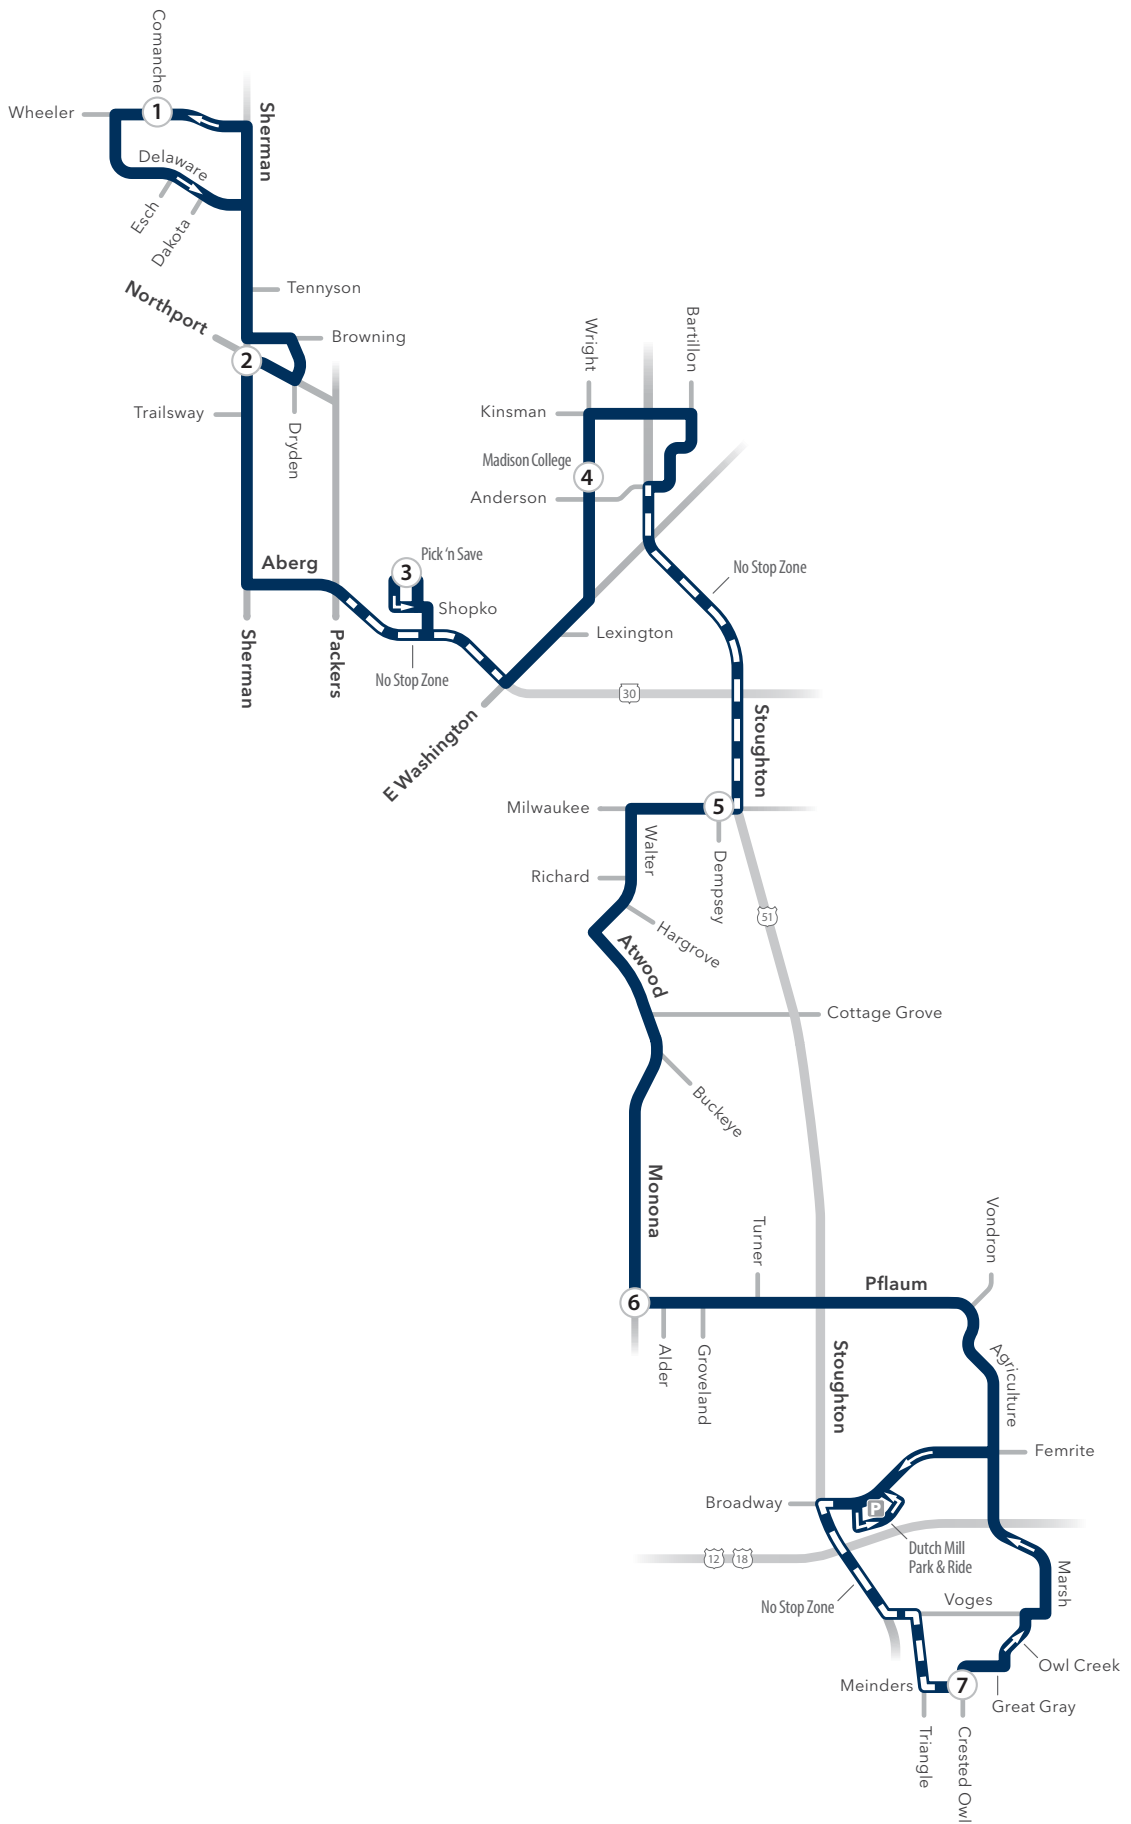 Comanche
Wheeler
1
Sherman
Delaware
Esch
Dakota
Tennyson
Northport
Browning
2
Trailsway
Dryden
Wright
Bartillon
Kinsman
Madison College
4
Anderson
Pick ‘n Save
3
Aberg
No Stop Zone
Shopko
Lexington
Sherman
Packers
No Stop Zone
30
E Washington
Stoughton
Milwaukee
5
Walter
Dempsey
Richard
51
Hargrove
Atwood
Cottage Grove
Buckeye
Monona
Vondron
Turner
Pflaum
6
Alder
Groveland
Stoughton
Agriculture
Femrite
Broadway
P
Dutch Mill
Park & Ride
12
18
Marsh
No Stop Zone
Voges
Owl Creek
Meinders
7
Great Gray
Triangle
Crested Owl